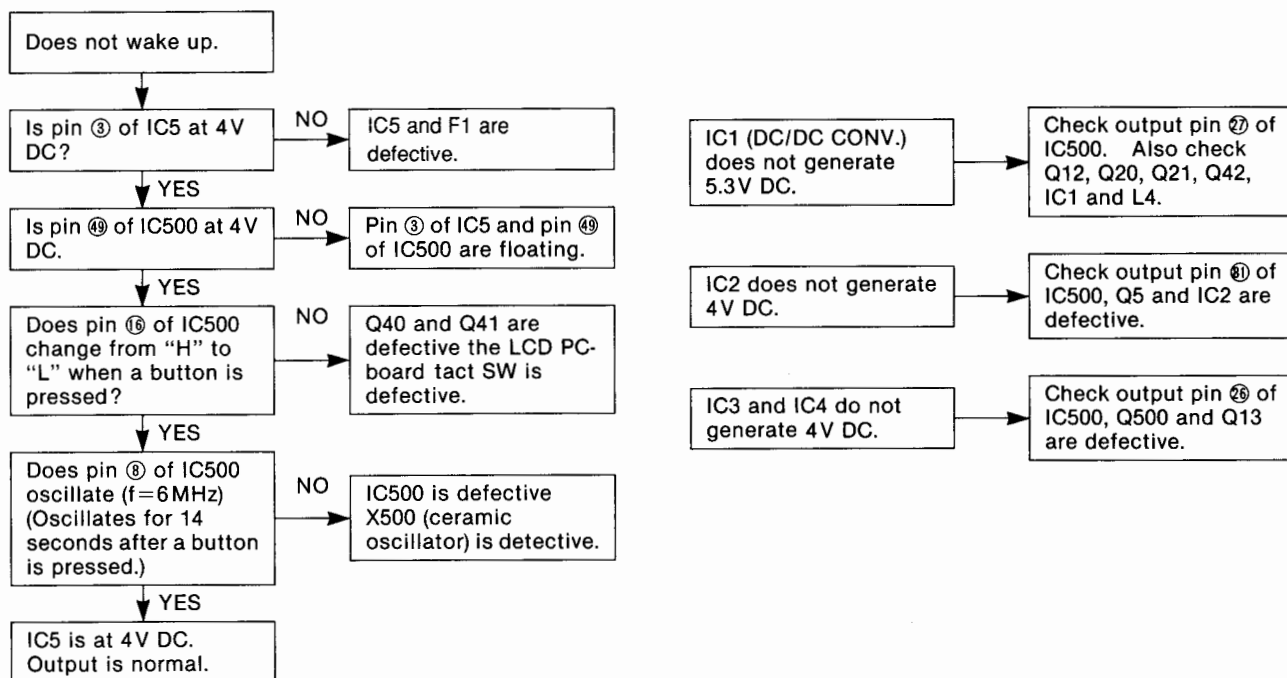 Does not wake up.
Is pin ③ of IC5 at 4V
DC?
NO
IC5 and F1 are
defective.
YES
Is pin ㊾ of IC500 at 4V
DC.
NO
Pin ③ of IC5 and pin ㊾
of IC500 are floating.
YES
Does pin ⑯ of IC500
change from “H” to
“L” when a button is
pressed?
NO
Q40 and Q41 are
defective the LCD PC-
board tact SW is
defective.
YES
Does pin ⑧ of IC500
oscillate (f=6MHz)
(Oscillates for 14
seconds after a button
is pressed.)
NO
IC500 is defective
X500 (ceramic
oscillator) is detective.
YES
IC5 is at 4V DC.
Output is normal.
IC1 (DC/DC CONV.)
does not generate
5.3V DC.
Check output pin ㉗ of
IC500. Also check
Q12, Q20, Q21, Q42,
IC1 and L4.
IC2 does not generate
4V DC.
Check output pin of
IC500, Q5 and IC2 are
defective.
IC3 and IC4 do not
generate 4V DC.
Check output pin ㉖ of
IC500, Q500 and Q13
are defective.